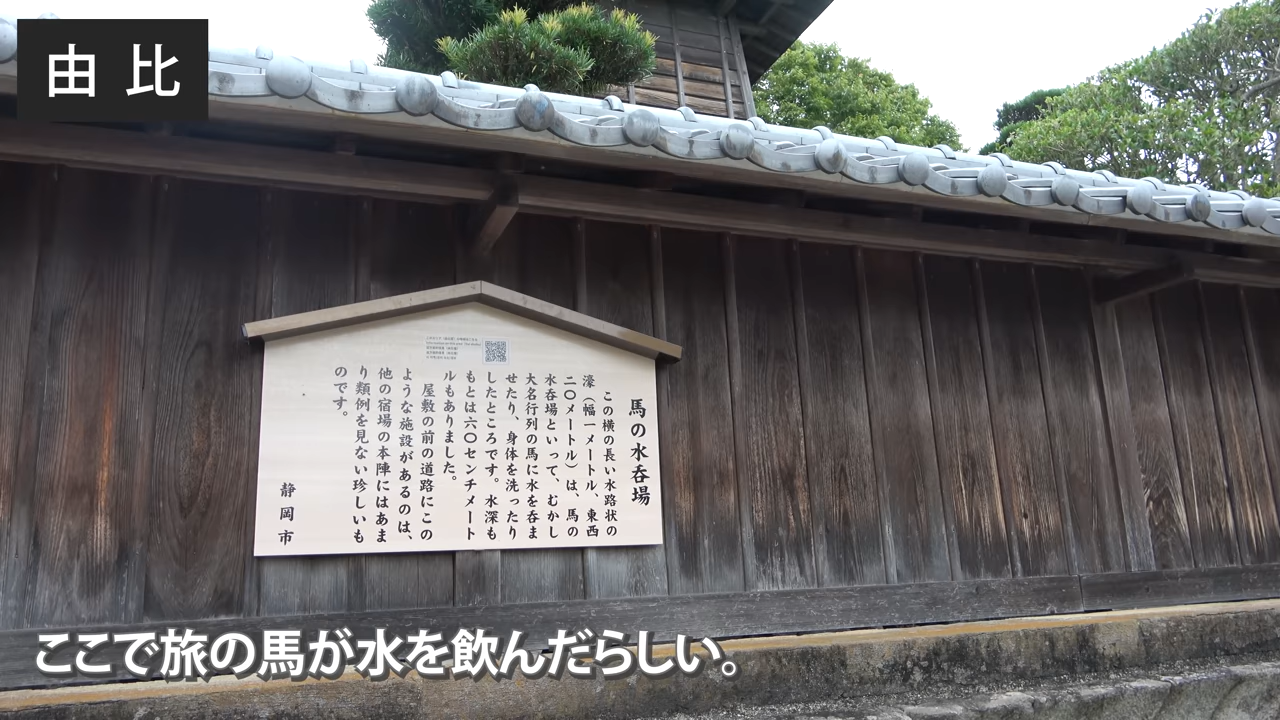 由比
馬の水呑場
この横の長い水路状の
濠（幅一メートル、東西
二〇メートル）は、馬の
水呑場といって、むかし
大名行列の馬に水を呑ま
せたり、身体を洗ったり
したところです。水深も
もとは六〇センチメート
ルもありました。
屋敷の前の道路にこの
ような施設があるのは、
他の宿場の本陣にはあま
り類例を見ない珍しいも
のです。
静岡市
ここで旅の馬が水を飲んだらしい。